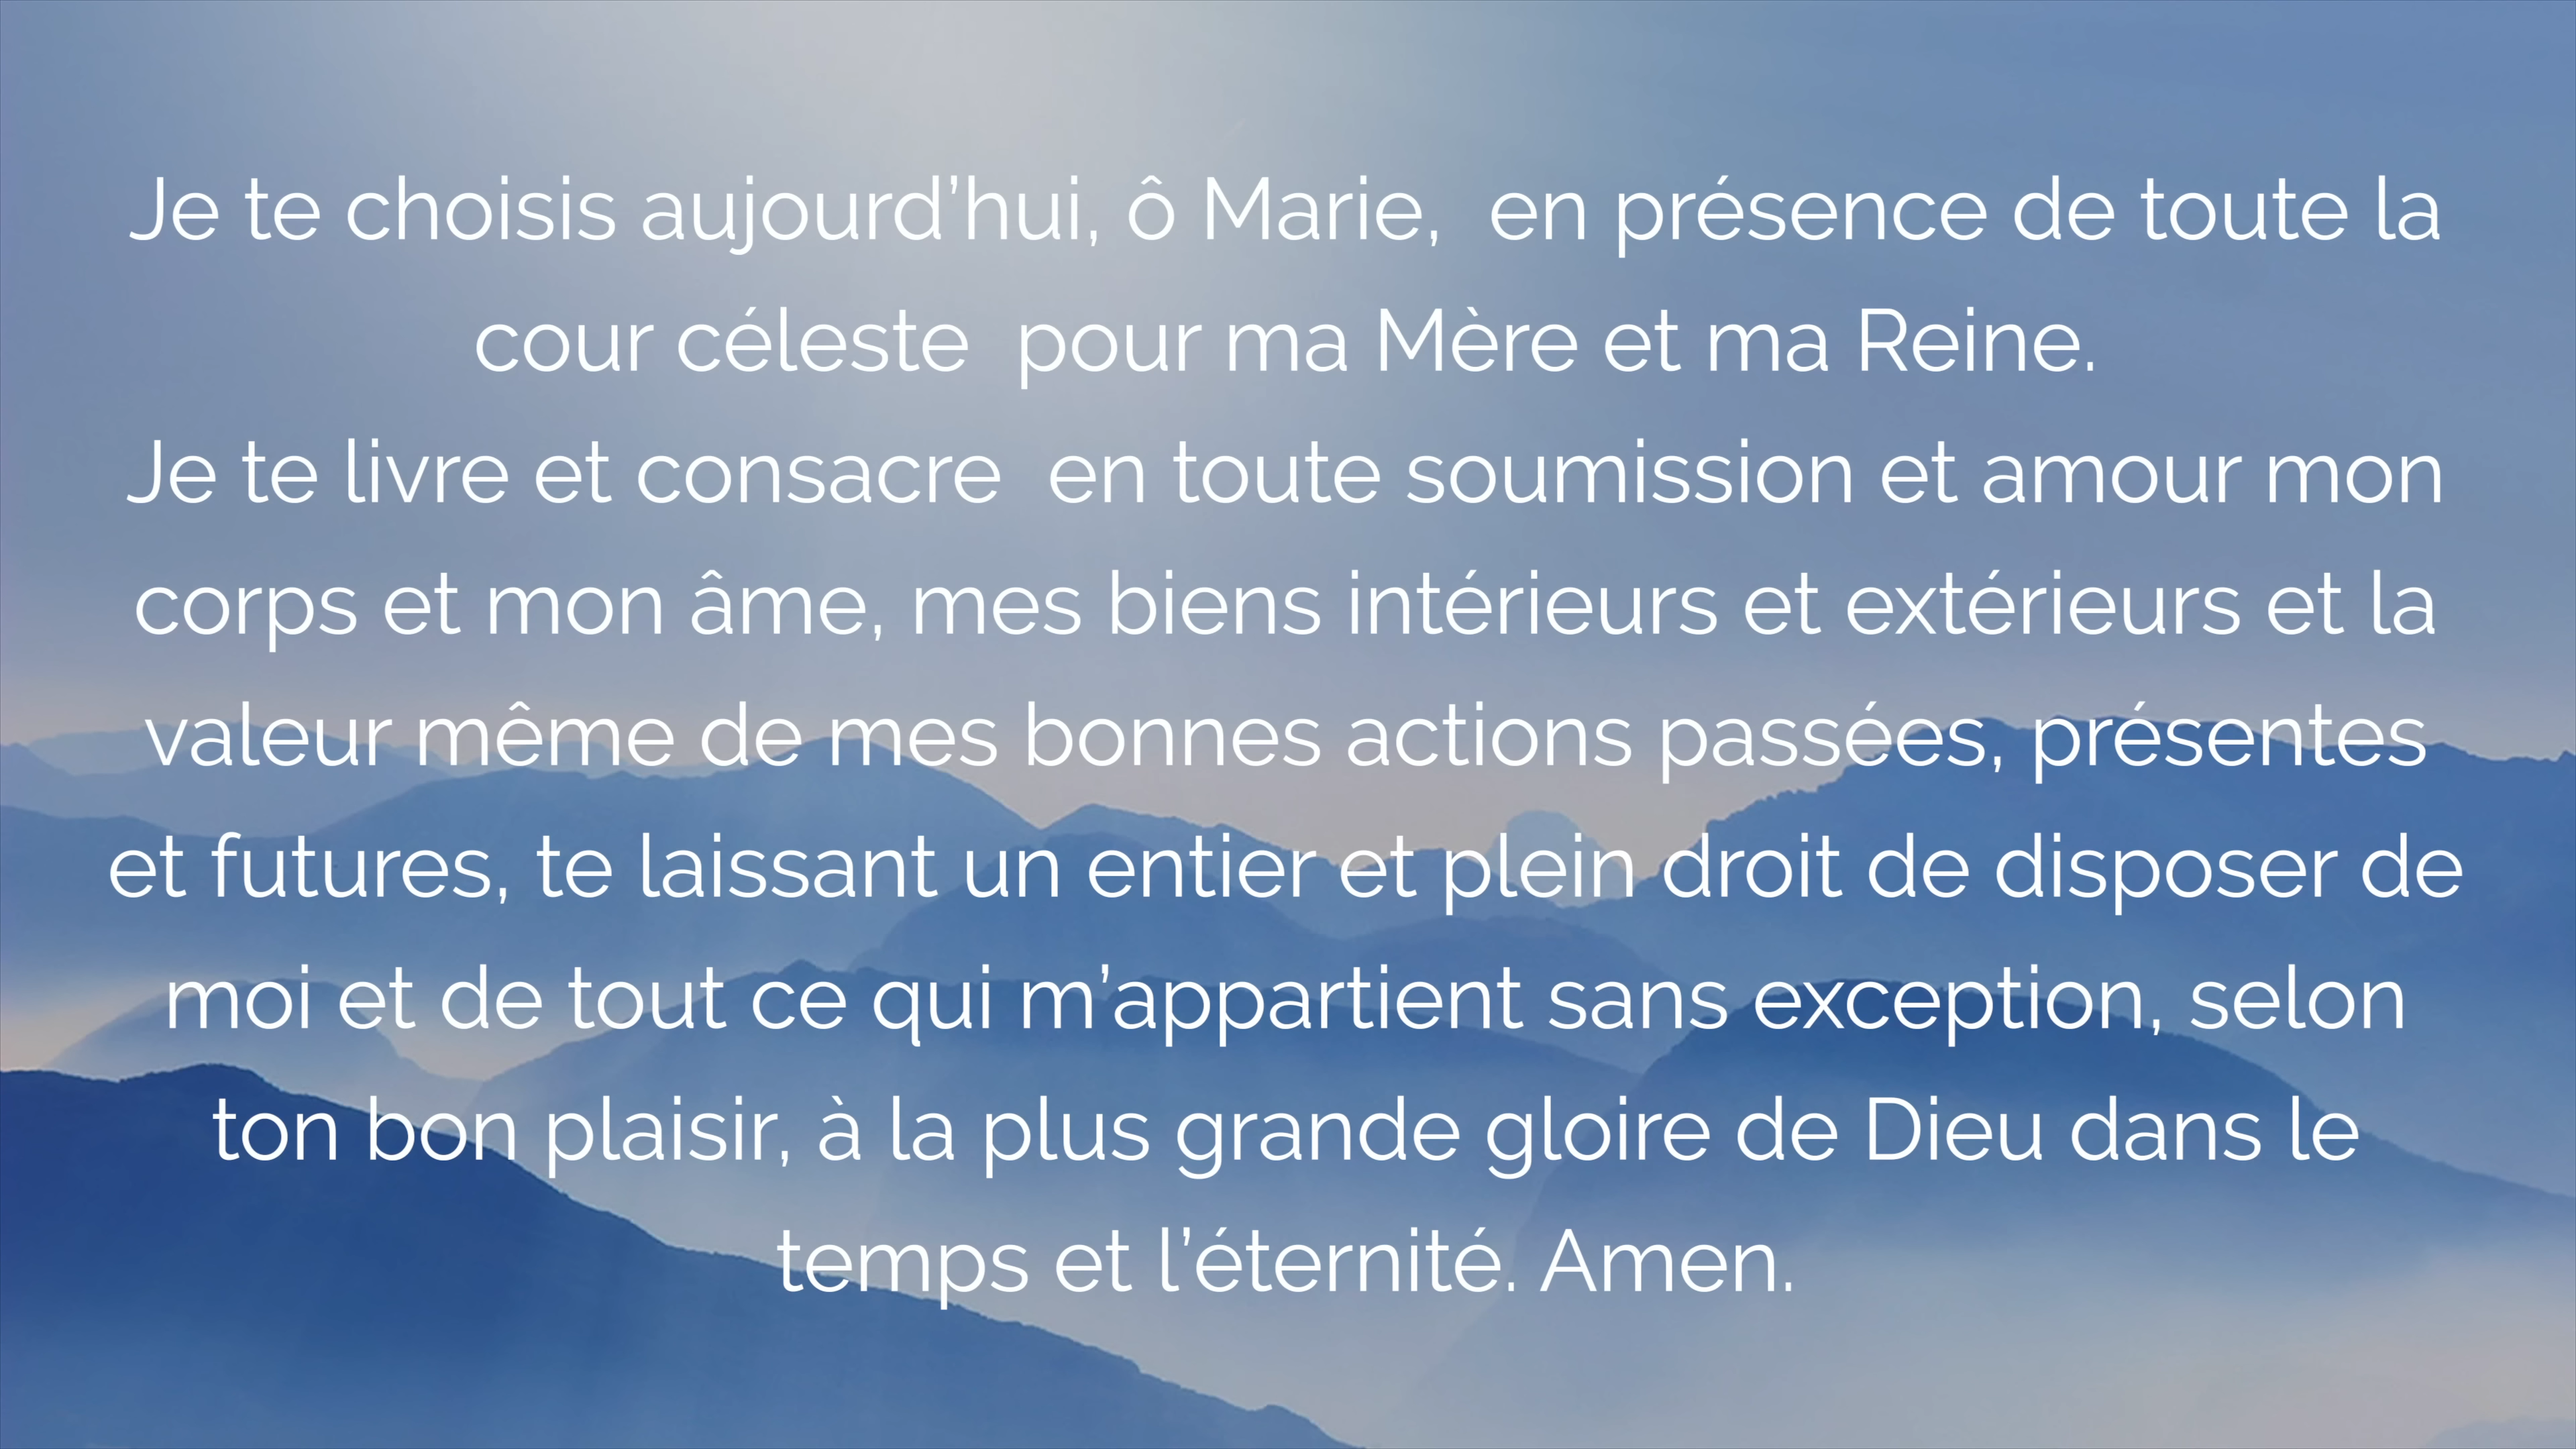 Je te choisis aujourd’hui, ô Marie,  en présence de toute la
cour céleste  pour ma Mère et ma Reine.
Je te livre et consacre  en toute soumission et amour mon
corps et mon âme, mes biens intérieurs et extérieurs et la
valeur même de mes bonnes actions passées, présentes
et futures, te laissant un entier et plein droit de disposer de
moi et de tout ce qui m’appartient sans exception, selon
ton bon plaisir, à la plus grande gloire de Dieu dans le
temps et l’éternité. Amen.